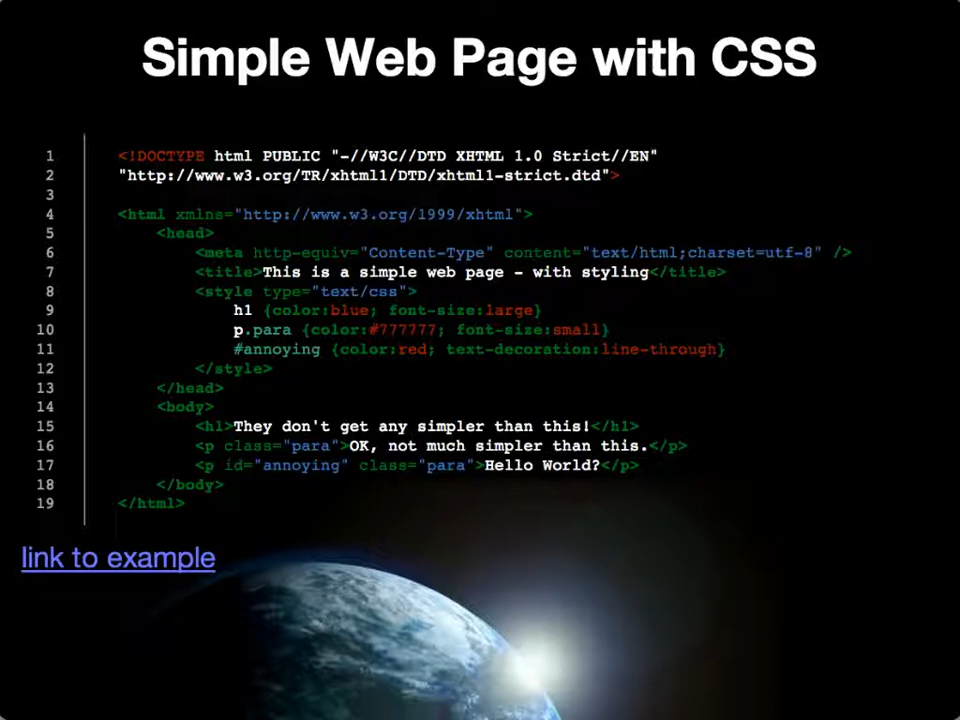 Simple Web Page with CSS
1 <!DOCTYPE html PUBLIC "-//W3C//DTD XHTML 1.0 Strict//EN"
2 "http://www.w3.org/TR/xhtml1/DTD/xhtml1-strict.dtd">
3
4 <html xmlns="http://www.w3.org/1999/xhtml">
5 <head>
6 <meta http-equiv="Content-Type" content="text/html;charset=utf-8" />
7 <title>This is a simple web page - with styling</title>
8 <style type="text/css">
9 h1 {color:blue; font-size:large}
10 p.para {color:#777777; font-size:small}
11 #annoying {color:red; text-decoration:line-through}
12 </style>
13 </head>
14 <body>
15 <h1>They don't get any simpler than this!</h1>
16 <p class="para">OK, not much simpler than this.</p>
17 <p id="annoying" class="para">Hello World?</p>
18 </body>
19 </html>
link to example